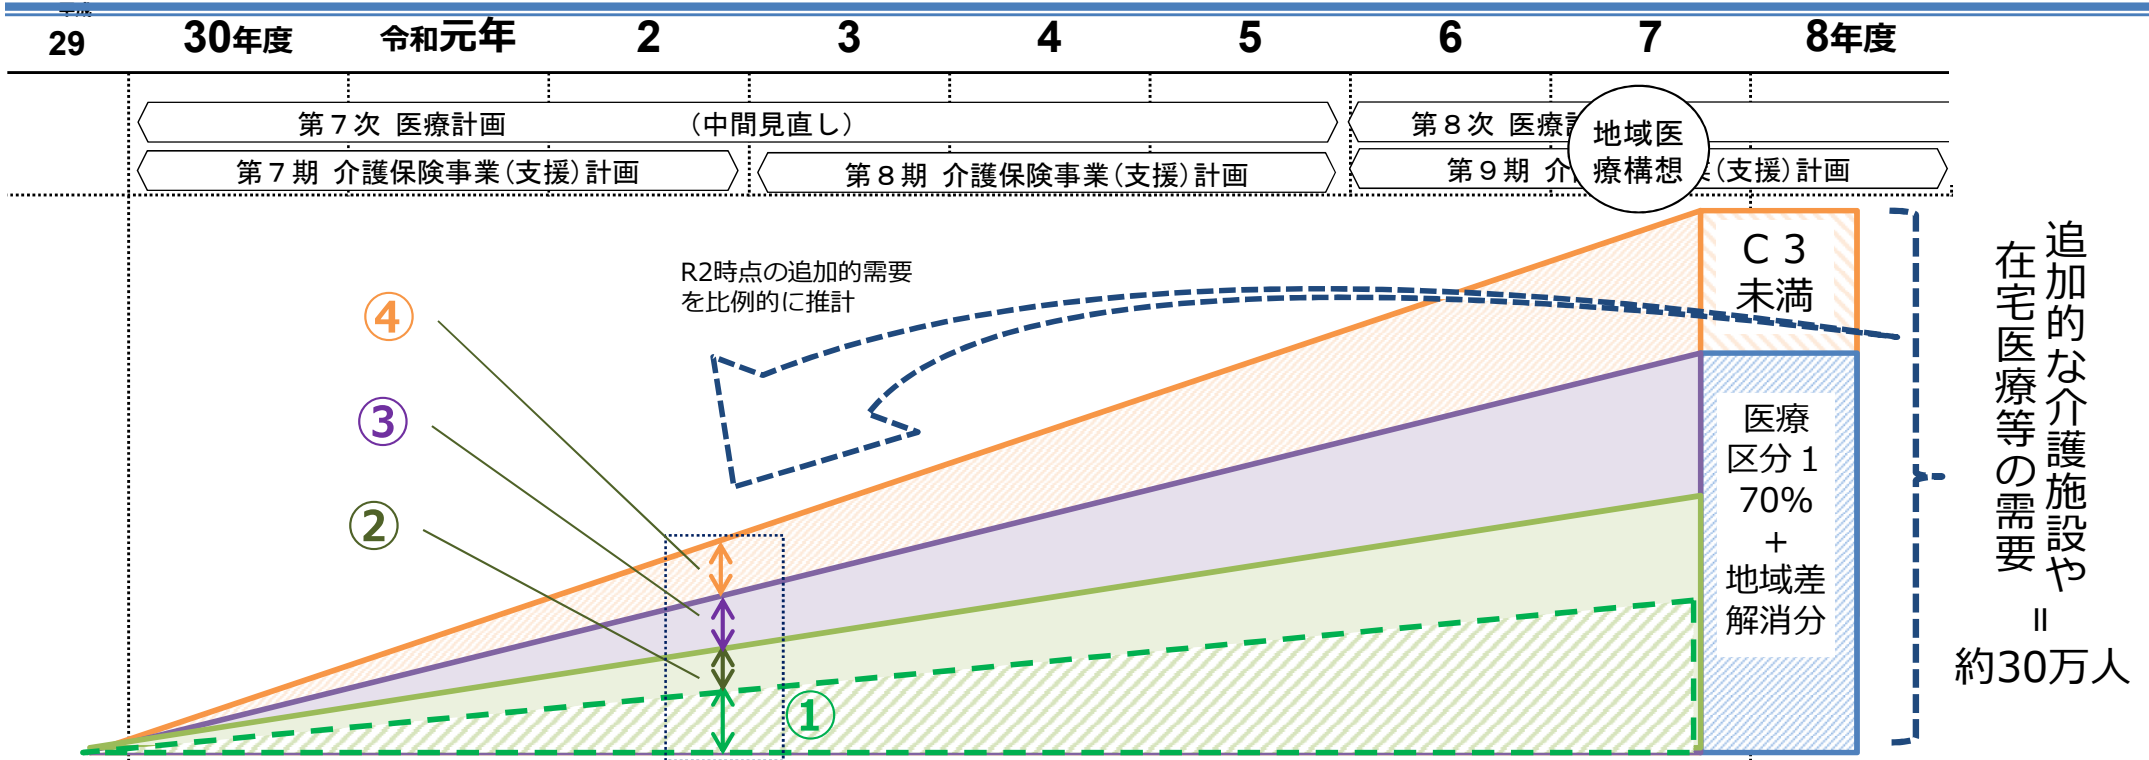 29
30年度
令和元年
2
3
4
5
6
7
8年度
第７次 医療計画
（中間見直し）
第８次 医療
地域医
療構想
第７期 介護保険事業（支援）計画
第８期 介護保険事業（支援）計画
第９期 介
（支援）計画
R2時点の追加的需要
を比例的に推計
④
③
②
①
Ｃ３
未満
医療
区分１
70%
+
地域差
解消分
追加的な介護施設や
在宅医療等の需要
＝
約30万人